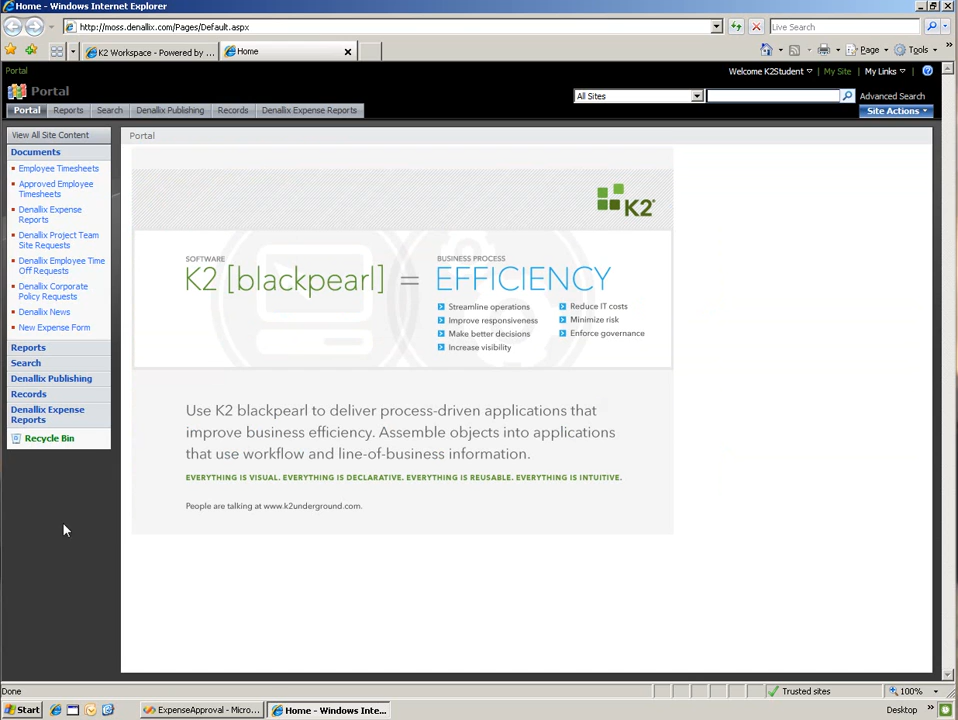 Home - Windows Internet Explorer
http://moss.denallix.com/Pages/Default.aspx
Live Search
K2 Workspace - Powered by ...
Home
Page
Tools
Portal
Welcome K2Student
My Site
My Links
Portal
All Sites
Advanced Search
Portal
Reports
Search
Denallix Publishing
Records
Denallix Expense Reports
Site Actions
View All Site Content
Portal
Documents
Employee Timesheets
Approved Employee
Timesheets
Denallix Expense
Reports
Denallix Project Team
Site Requests
Denallix Employee Time
Off Requests
Denallix Corporate
Policy Requests
Denallix News
New Expense Form
Reports
Search
Denallix Publishing
Records
Denallix Expense
Reports
Recycle Bin
K2
SOFTWARE
K2 [blackpearl]
=
BUSINESS PROCESS
EFFICIENCY
Streamline operations
Improve responsiveness
Make better decisions
Increase visibility
Reduce IT costs
Minimize risk
Enforce governance
Use K2 blackpearl to deliver process-driven applications that
improve business efficiency. Assemble objects into applications
that use workflow and line-of-business information.
EVERYTHING IS VISUAL. EVERYTHING IS DECLARATIVE. EVERYTHING IS REUSABLE. EVERYTHING IS INTUITIVE.
People are talking at www.k2underground.com.
Done
Trusted sites
100%
Start
ExpenseApproval - Micro...
Home - Windows Inte...
Desktop